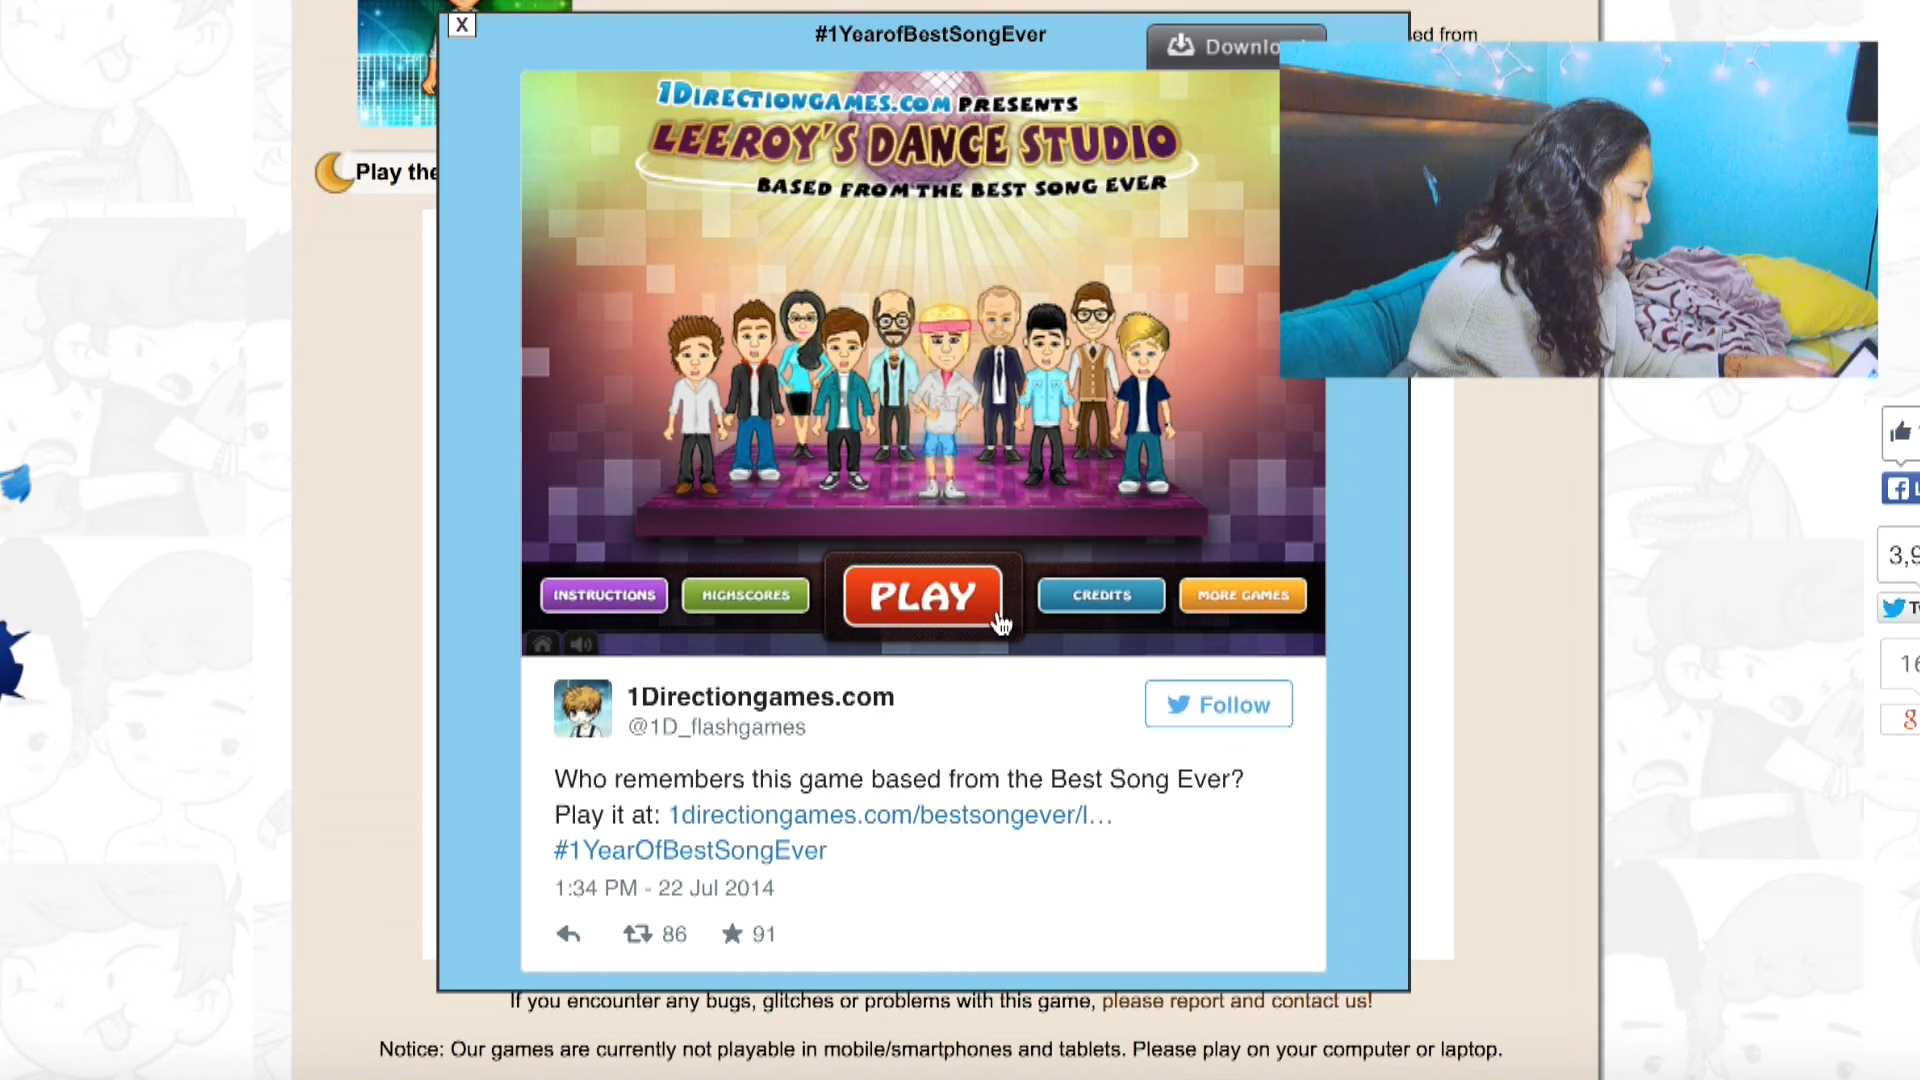 X
#1YearofBestSongEver
ed from
1DIRECTIONGAMES.COM PRESENTS
LEEROY'S DANCE STUDIO
BASED FROM THE BEST SONG EVER
Play the
INSTRUCTIONS
HIGHSCORES
PLAY
CREDITS
MORE GAMES
1Directiongames.com
@1D_flashgames
Follow
Who remembers this game based from the Best Song Ever?
Play it at: 1directiongames.com/bestsongever/l…
#1YearOfBestSongEver
1:34 PM - 22 Jul 2014
86
91
If you encounter any bugs, glitches or problems with this game, please report and contact us!
Notice: Our games are currently not playable in mobile/smartphones and tablets. Please play on your computer or laptop.